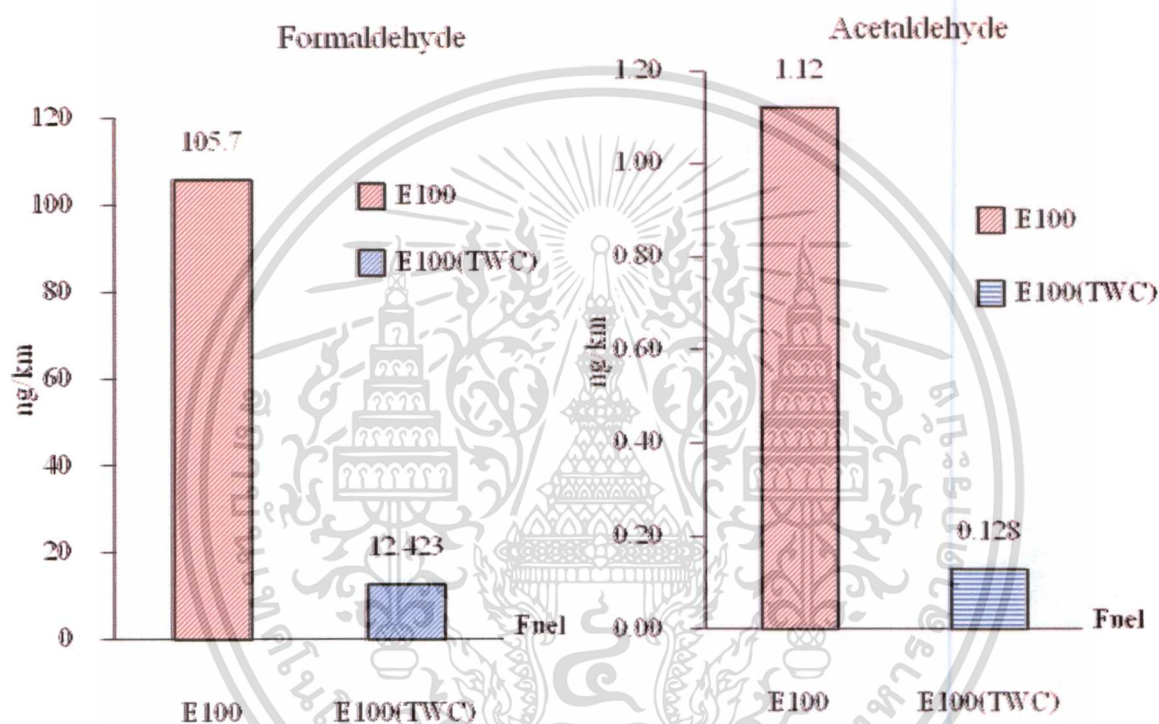 Formaldehyde
120
105.7
100
E100
80
E100(TWC)
ng/km
60
40
20
12.423
0
Fuel
E100
E100(TWC)
Acetaldehyde
1.20
1.12
1.00
E100
0.80
E100(TWC)
ng/km
0.60
0.40
0.20
0.128
0.00
Fuel
E100
E100(TWC)